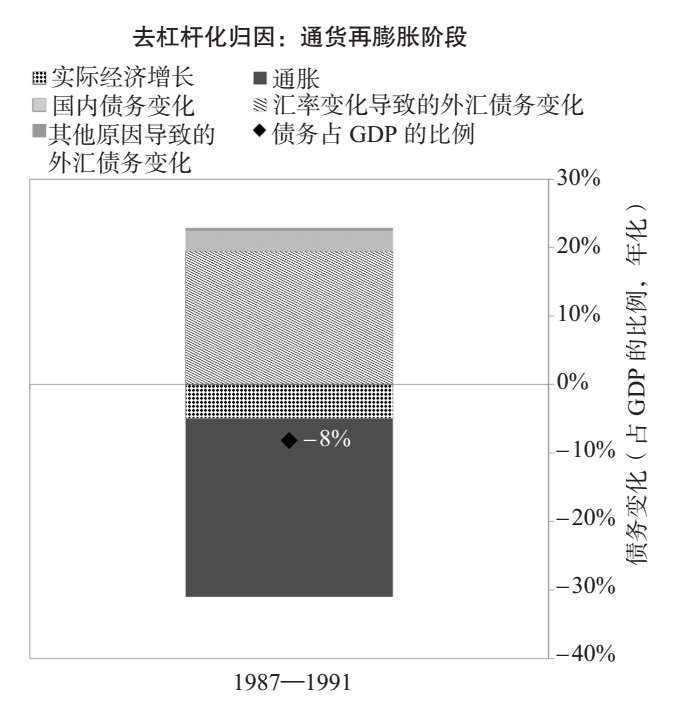 去杠杆化归因：通货再膨胀阶段
实际经济增长
通胀
国内债务变化
汇率变化导致的外汇债务变化
其他原因导致的
外汇债务变化
债务占 GDP 的比例
30%
20%
10%
0%
−10%
−20%
−30%
−40%
−8%
债务变化（占 GDP 的比例，年化）
1987—1991